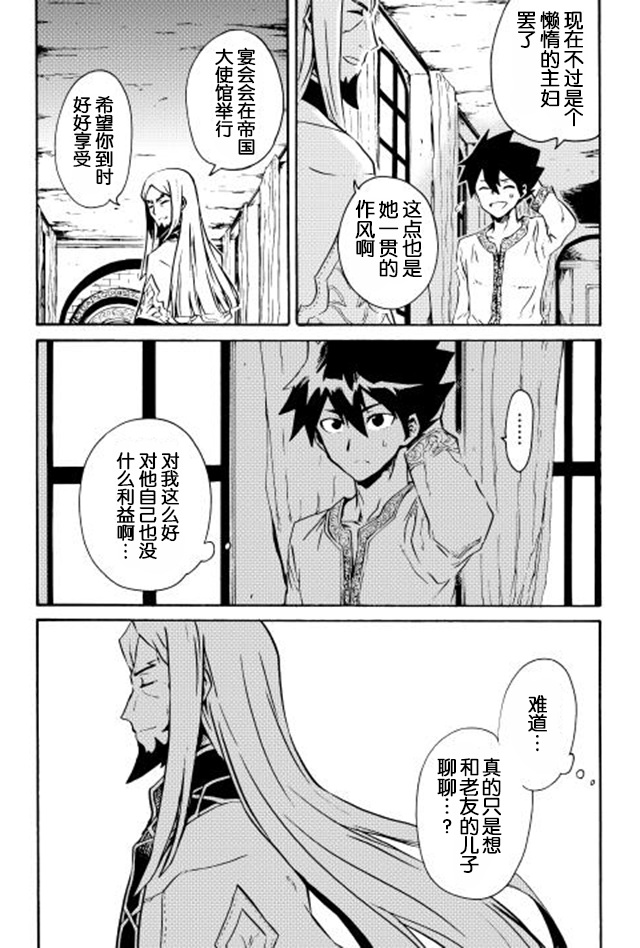 现在不过是个
懒惰的主妇
罢了
这点也是
她一贯的
作风啊
宴会会在帝国
大使馆举行
希望你到时
好好享受
……
对我这么好
对他自己也没
什么利益啊…
难道…
真的只是想
和老友的儿子
聊聊…?